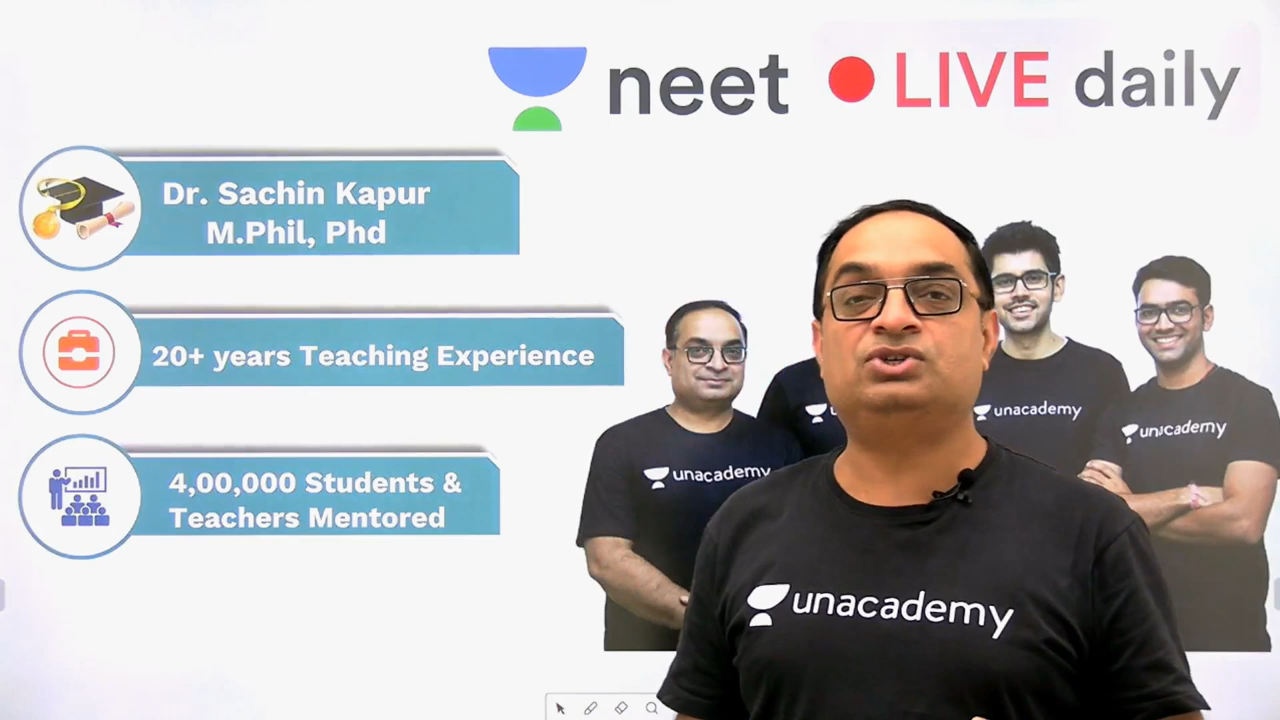 neet LIVE daily
Dr. Sachin Kapur
M.Phil, Phd
20+ years Teaching Experience
4,00,000 Students &
Teachers Mentored
unacademy
unacademy
unacademy
unacademy